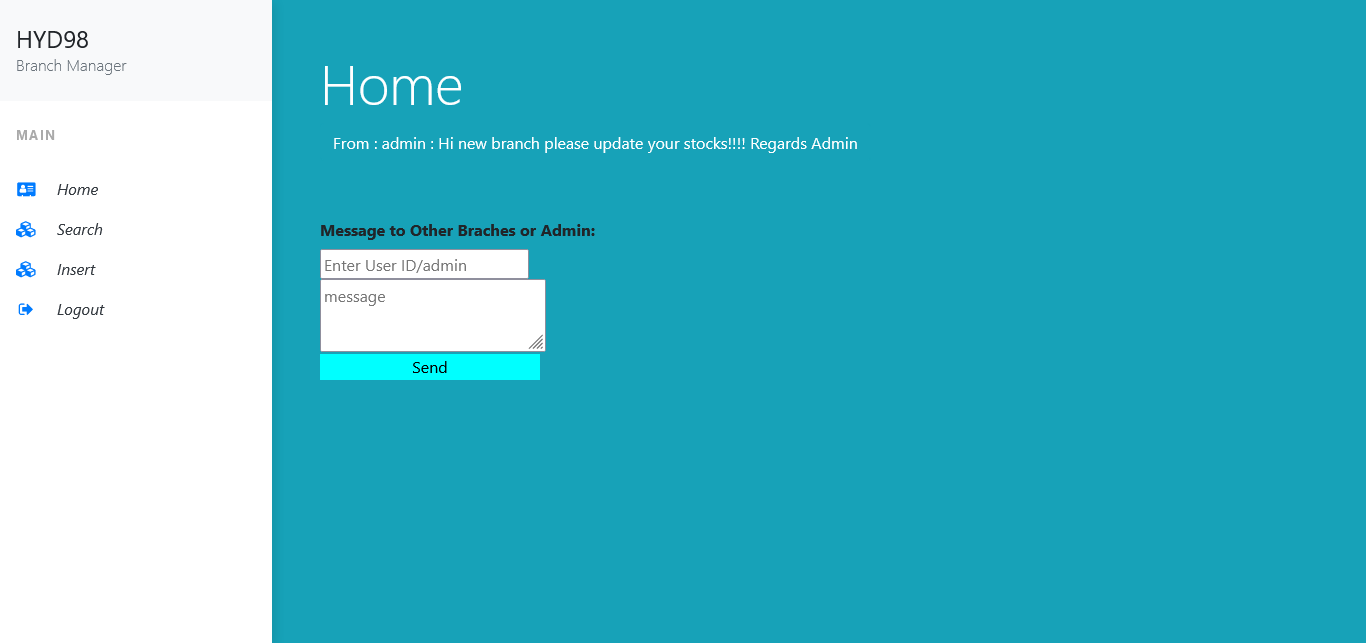 HYD98
Branch Manager
MAIN
Home
Search
Insert
Logout
Home
From : admin : Hi new branch please update your stocks!!!! Regards Admin
Message to Other Braches or Admin:
Enter User ID/admin
message
Send